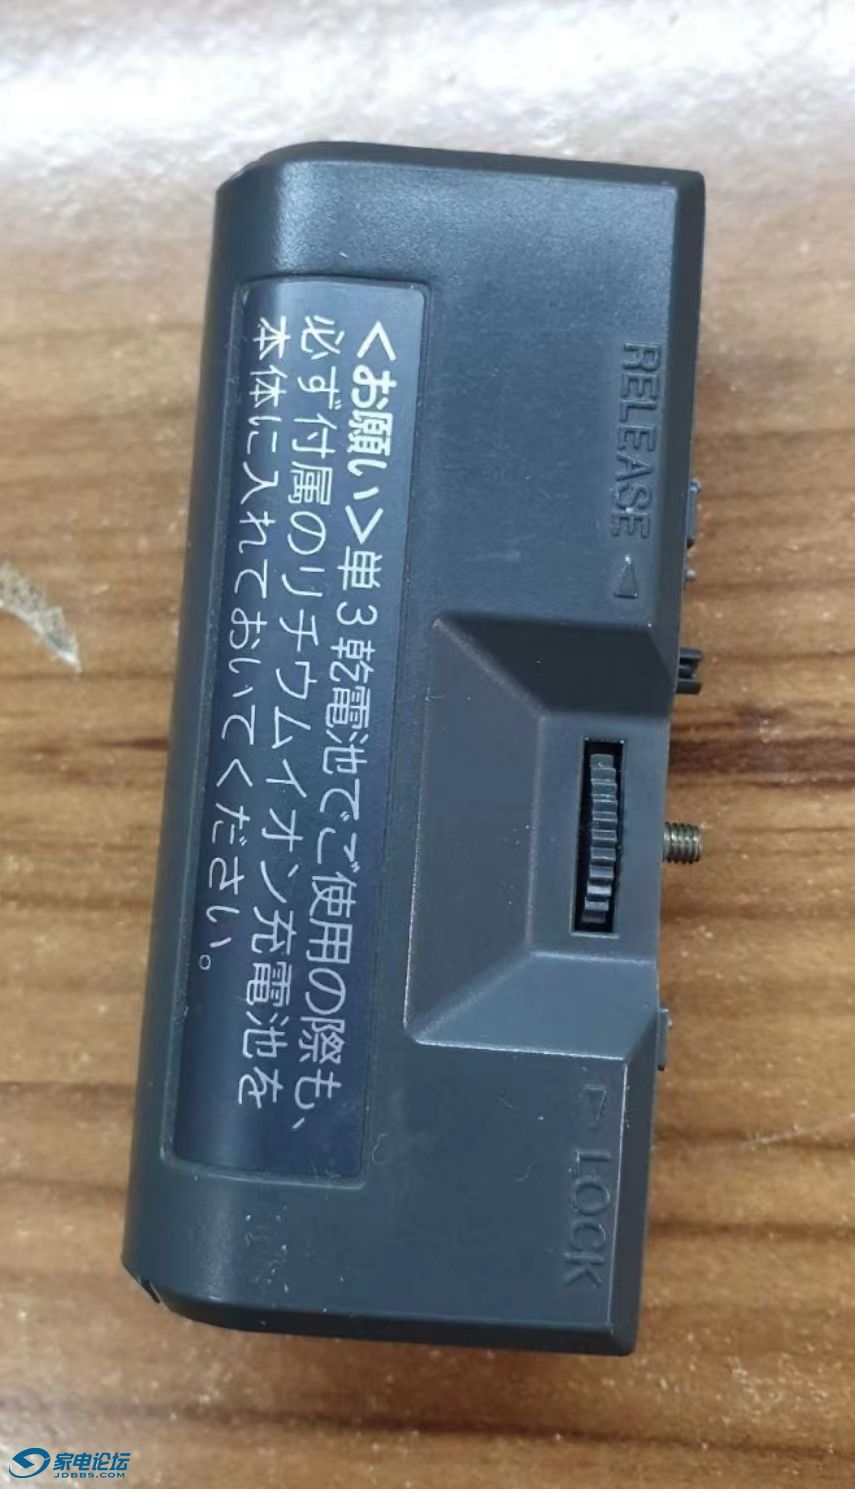 <お願い>単3乾電池でご使用の際も、
必ず付属のリチウムイオン充電池を
本体に入れておいてください。
RELEASE ◁
▷ LOCK
家电论坛
JDBBS.COM